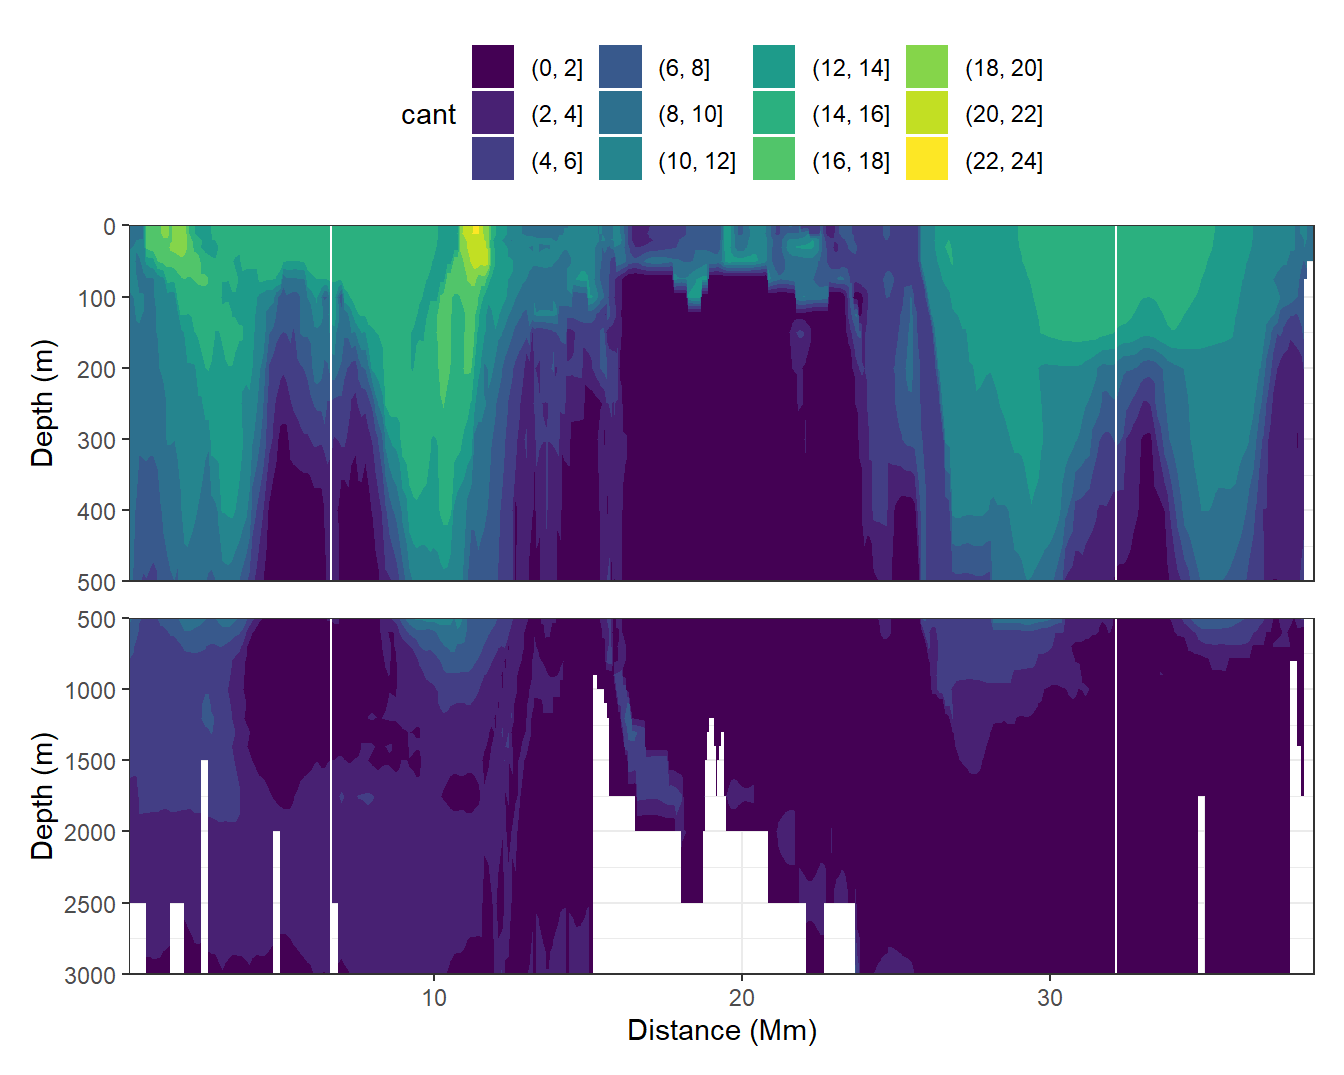 cant
(0, 2] (6, 8] (12, 14] (18, 20]
(2, 4] (8, 10] (14, 16] (20, 22]
(4, 6] (10, 12] (16, 18] (22, 24]
0
100
200
300
400
500
Depth (m)
500
1000
1500
2000
2500
3000
Depth (m)
10 20 30
Distance (Mm)